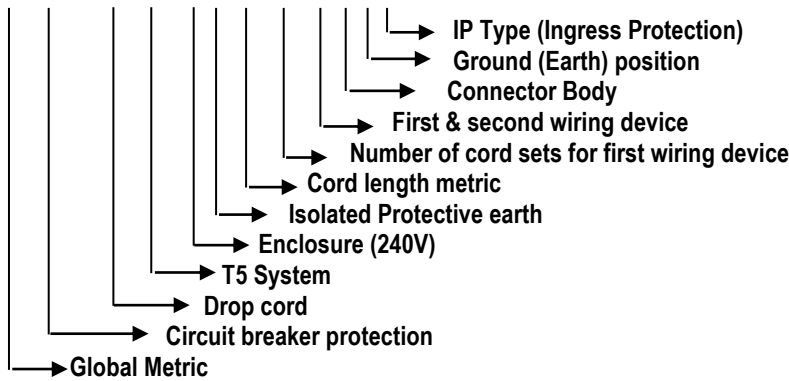 IP Type (Ingress Protection)
Ground (Earth) position
Connector Body
First & second wiring device
Number of cord sets for first wiring device
Cord length metric
Isolated Protective earth
Enclosure (240V)
T5 System
Drop cord
Circuit breaker protection
Global Metric